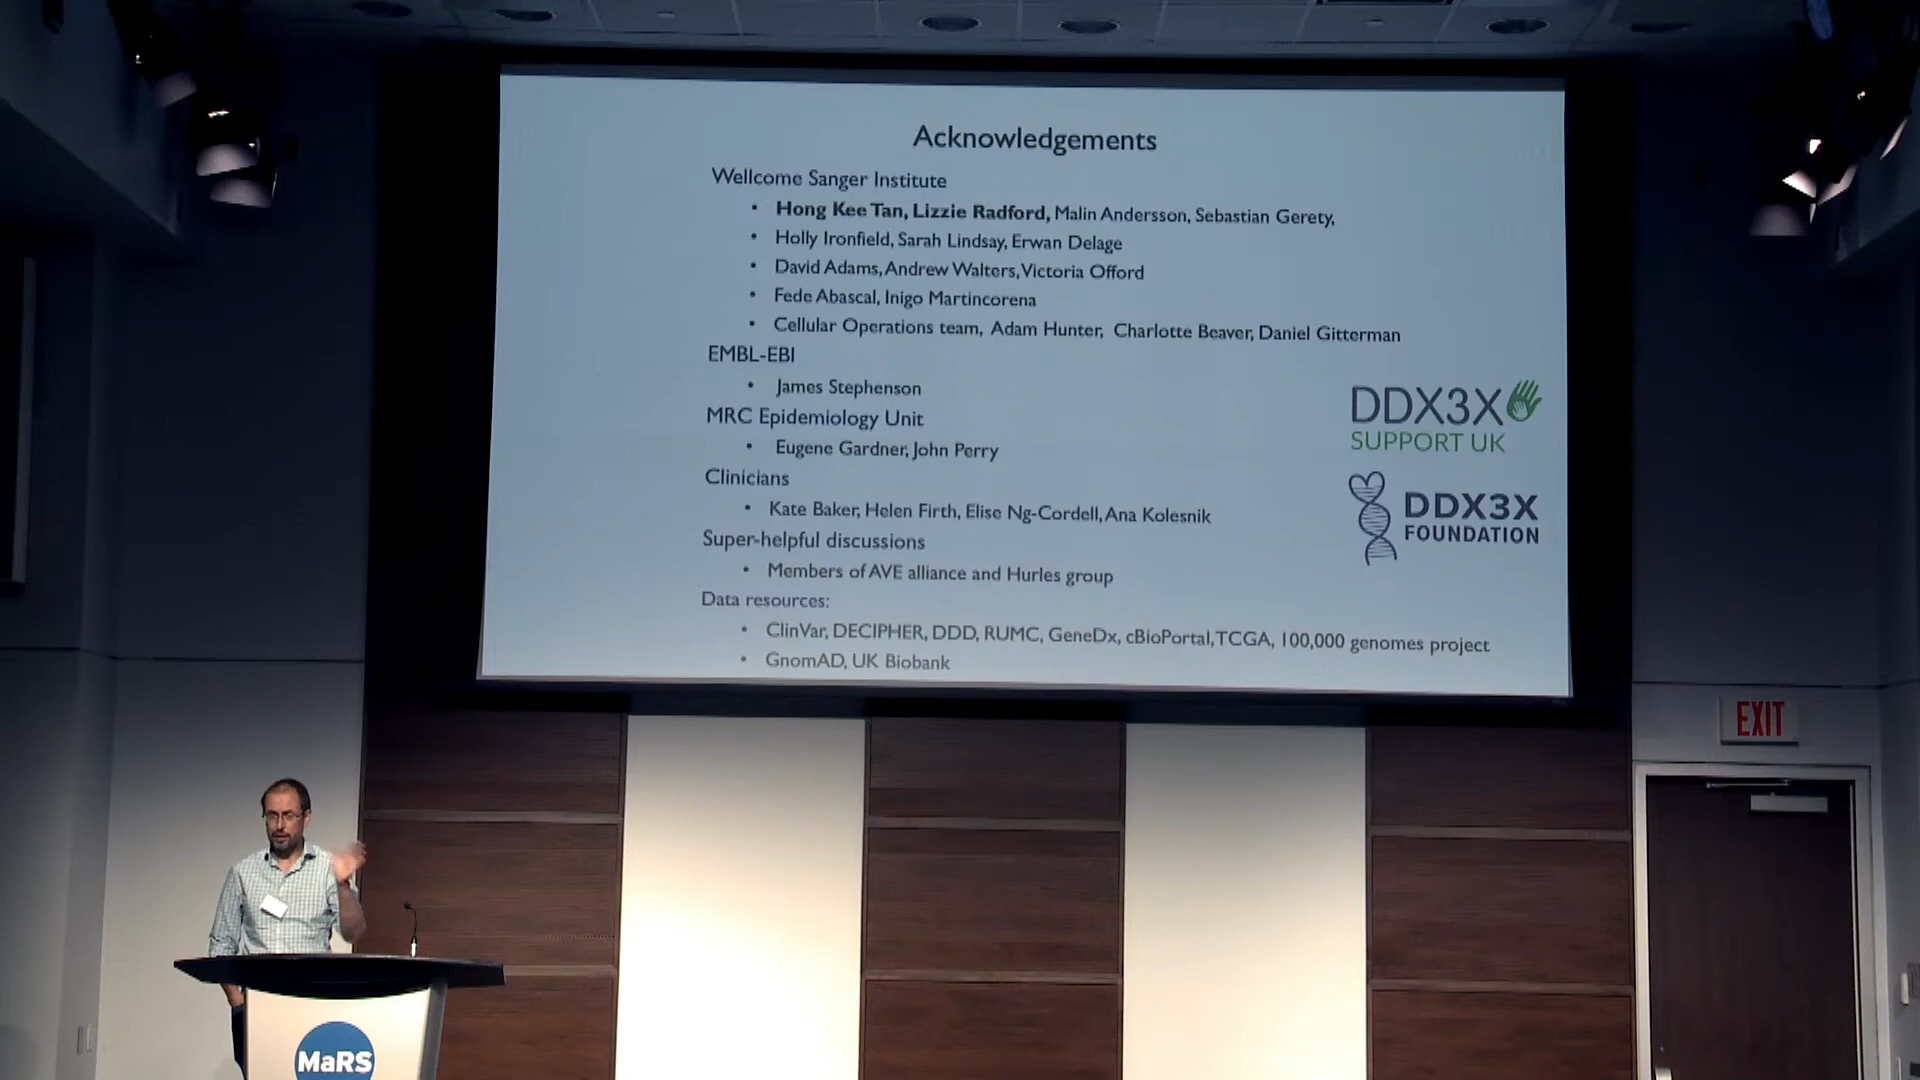 Acknowledgements
Wellcome Sanger Institute
• Hong Kee Tan, Lizzie Radford, Malin Andersson, Sebastian Gerety,
• Holly Ironfield, Sarah Lindsay, Erwan Delage
• David Adams, Andrew Walters, Victoria Offord
• Fede Abascal, Inigo Martincorena
• Cellular Operations team, Adam Hunter, Charlotte Beaver, Daniel Gitterman
EMBL-EBI
• James Stephenson
MRC Epidemiology Unit
• Eugene Gardner, John Perry
Clinicians
• Kate Baker, Helen Firth, Elise Ng-Cordell, Ana Kolesnik
Super-helpful discussions
• Members of AVE alliance and Hurles group
Data resources:
• ClinVar, DECIPHER, DDD, RUMC, GeneDx, cBioPortal, TCGA, 100,000 genomes project
• GnomAD, UK Biobank
DDX3X
SUPPORT UK
DDX3X
FOUNDATION
EXIT
MaRS